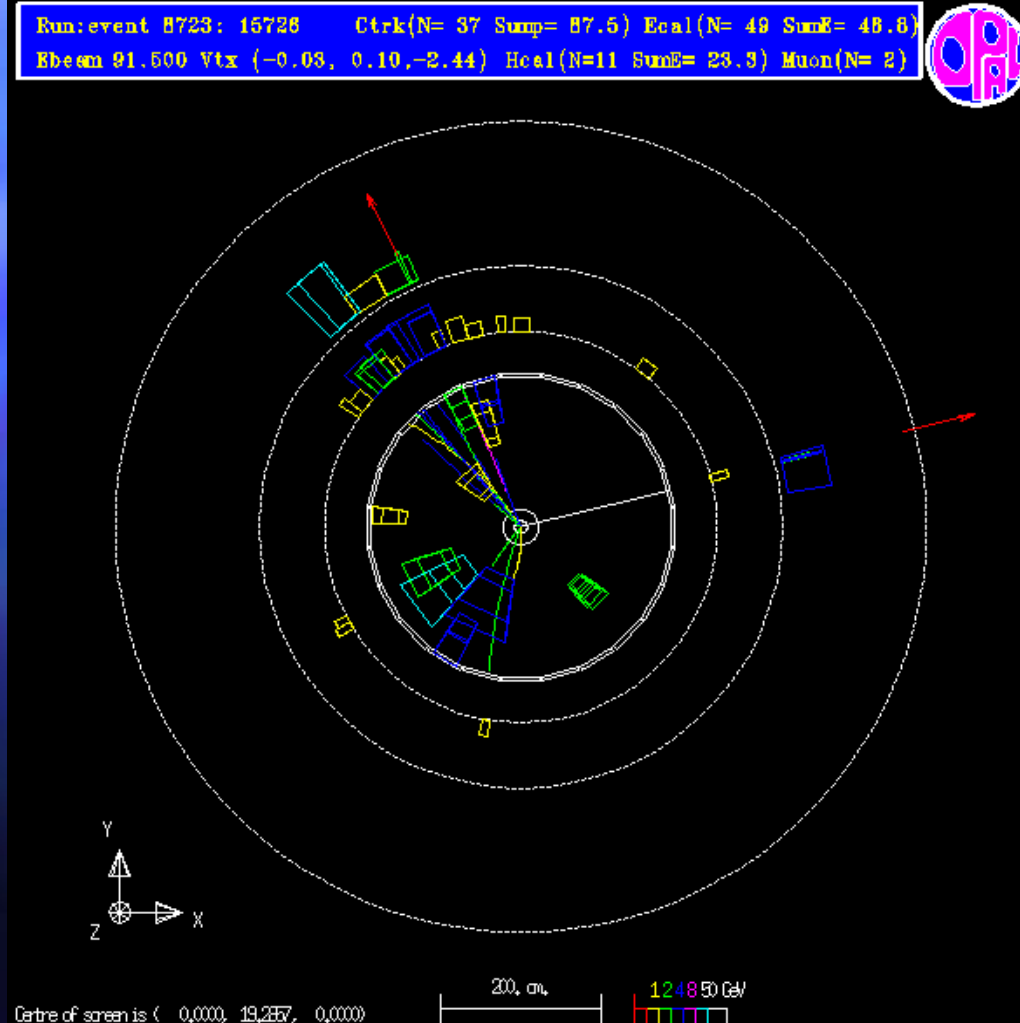 Run:event 8723: 15726 Ctrk(N= 37 Sump= 87.5) Ecal(N= 49 SumE= 48.8)
Ebeam 91.500 Vtx (-0.03, 0.10,-2.44) Hcal(N=11 SumE= 23.3) Muon(N= 2)
OPAL
Y
X
Z
200. cm.
1 2 4 8 50 GeV
Centre of screen is ( 0.0000, 19.2857, 0.0000)